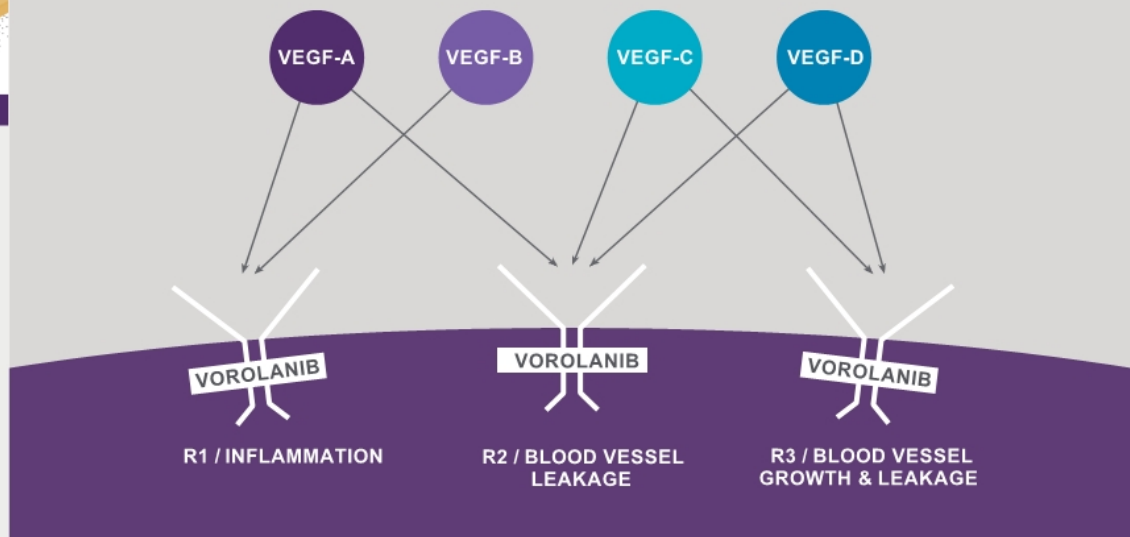 VEGF-A
VEGF-B
VEGF-C
VEGF-D
VOROLANIB
VOROLANIB
VOROLANIB
R1 / INFLAMMATION
R2 / BLOOD VESSEL
LEAKAGE
R3 / BLOOD VESSEL
GROWTH & LEAKAGE